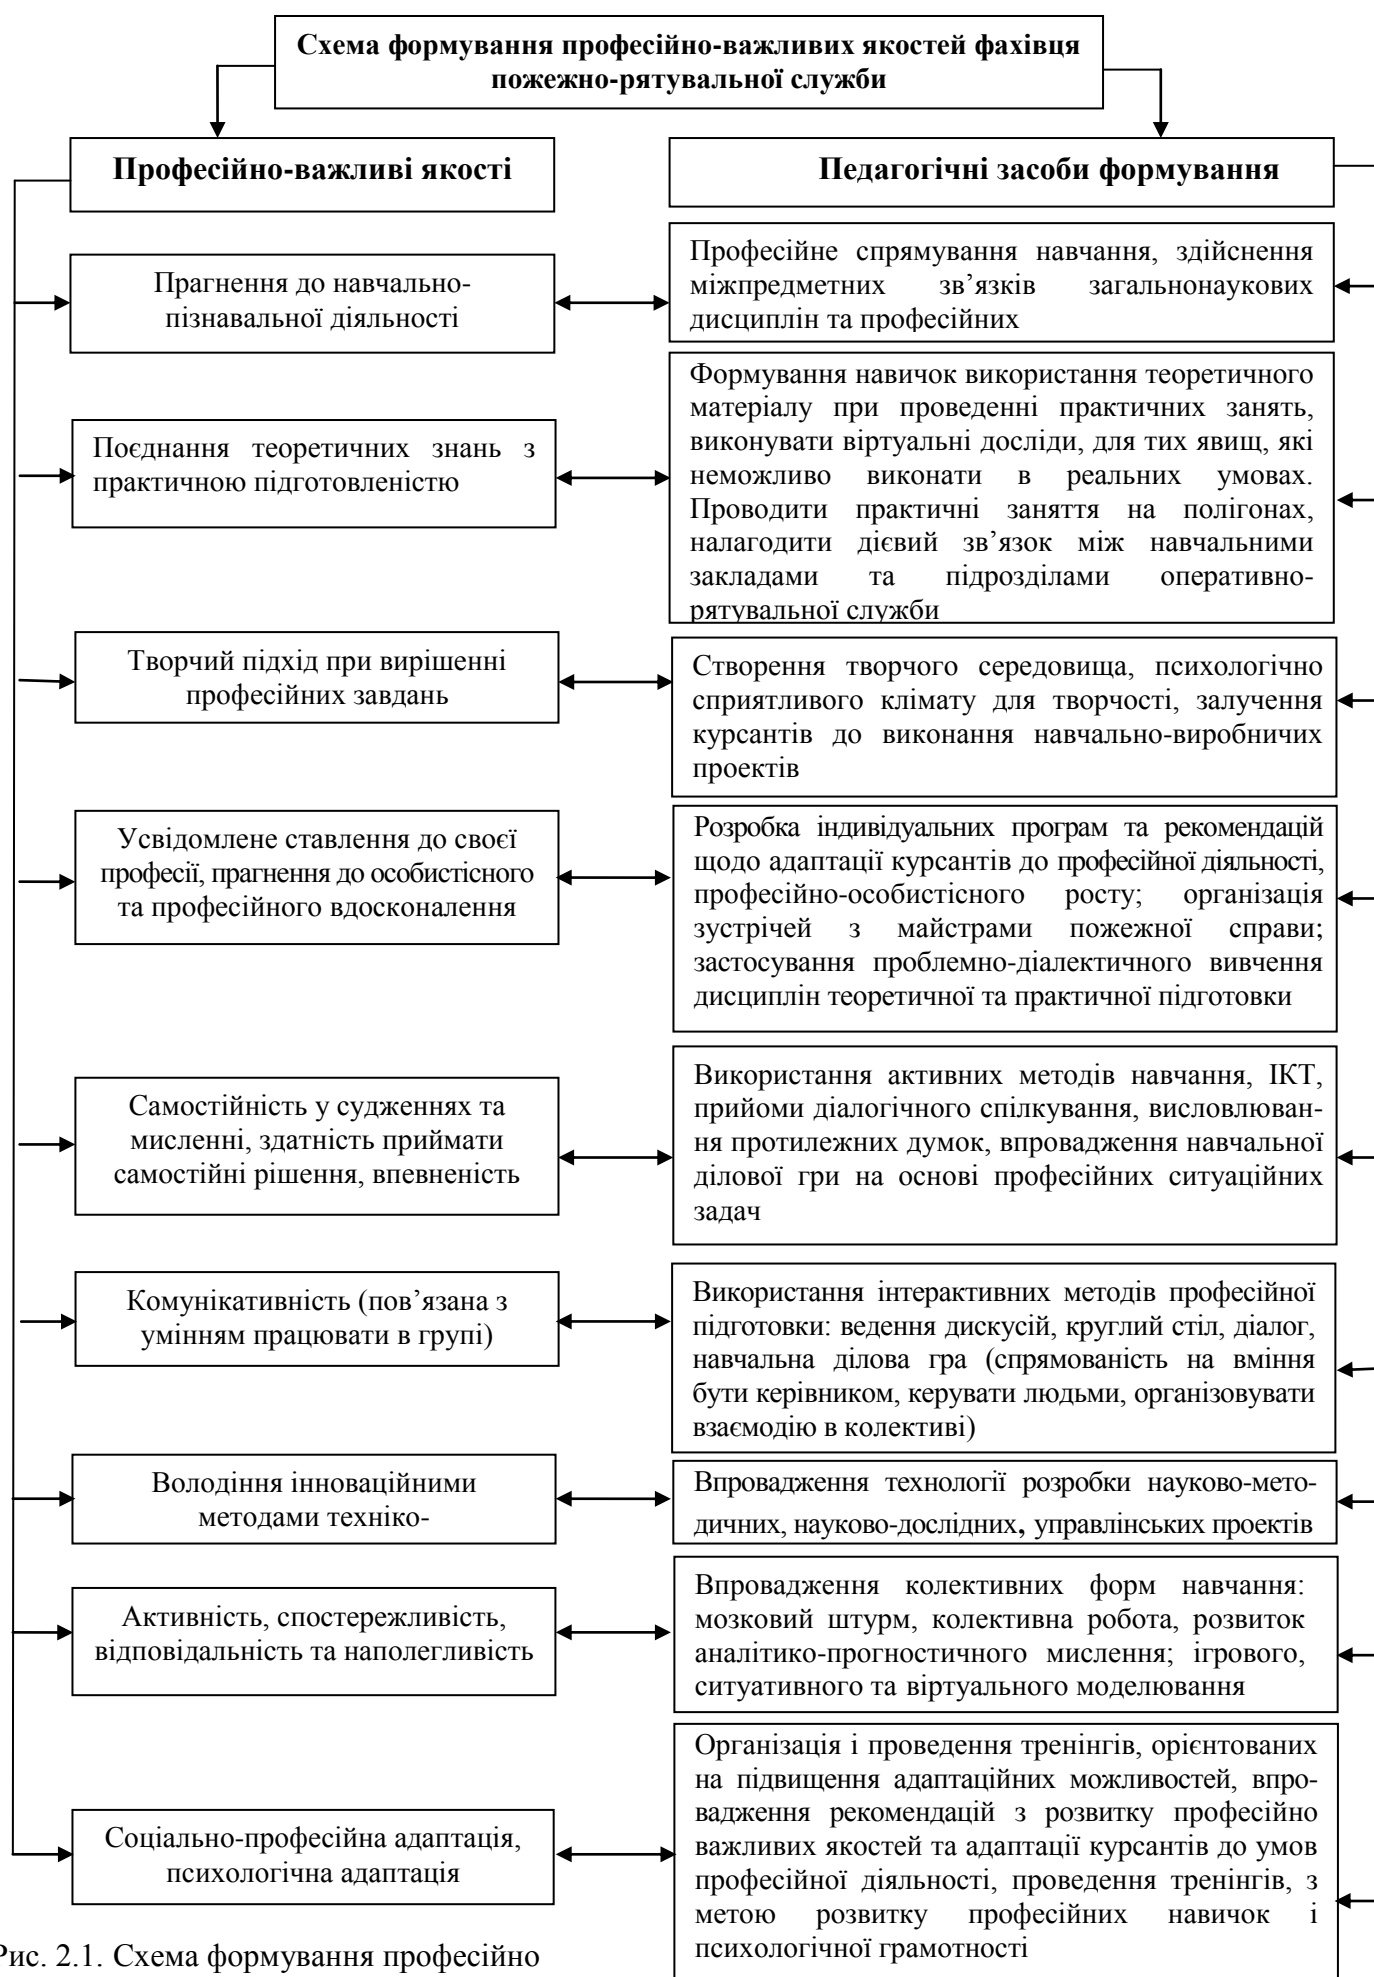 Схема формування професійно-важливих якостей фахівця
пожежно-рятувальної служби
Професійно-важливі якості
Педагогічні засоби формування
Прагнення до навчально-
пізнавальної діяльності
Професійне спрямування навчання, здійснення
міжпредметних зв’язків загальнонаукових
дисциплін та професійних
Поєднання теоретичних знань з
практичною підготовленістю
Формування навичок використання теоретичного
матеріалу при проведенні практичних занять,
виконувати віртуальні досліди, для тих явищ, які
неможливо виконати в реальних умовах.
Проводити практичні заняття на полігонах,
налагодити дієвий зв’язок між навчальними
закладами та підрозділами оперативно-
рятувальної служби
Творчий підхід при вирішенні
професійних завдань
Створення творчого середовища, психологічно
сприятливого клімату для творчості, залучення
курсантів до виконання навчально-виробничих
проектів
Усвідомлене ставлення до своєї
професії, прагнення до особистісного
та професійного вдосконалення
Розробка індивідуальних програм та рекомендацій
щодо адаптації курсантів до професійної діяльності,
професійно-особистісного росту; організація
зустрічей з майстрами пожежної справи;
застосування проблемно-діалектичного вивчення
дисциплін теоретичної та практичної підготовки
Самостійність у судженнях та
мисленні, здатність приймати
самостійні рішення, впевненість
Використання активних методів навчання, ІКТ,
прийоми діалогічного спілкування, висловлюван-
ня протилежних думок, впровадження навчальної
ділової гри на основі професійних ситуаційних
задач
Комунікативність (пов’язана з
умінням працювати в групі)
Використання інтерактивних методів професійної
підготовки: ведення дискусій, круглий стіл, діалог,
навчальна ділова гра (спрямованість на вміння
бути керівником, керувати людьми, організовувати
взаємодію в колективі)
Володіння інноваційними
методами техніко-
Впровадження технології розробки науково-мето-
дичних, науково-дослідних, управлінських проектів
Активність, спостережливість,
відповідальність та наполегливість
Впровадження колективних форм навчання:
мозковий штурм, колективна робота, розвиток
аналітико-прогностичного мислення; ігрового,
ситуативного та віртуального моделювання
Соціально-професійна адаптація,
психологічна адаптація
Організація і проведення тренінгів, орієнтованих
на підвищення адаптаційних можливостей, впро-
вадження рекомендацій з розвитку професійно
важливих якостей та адаптації курсантів до умов
професійної діяльності, проведення тренінгів, з
метою розвитку професійних навичок і
психологічної грамотності
Рис. 2.1. Схема формування професійно